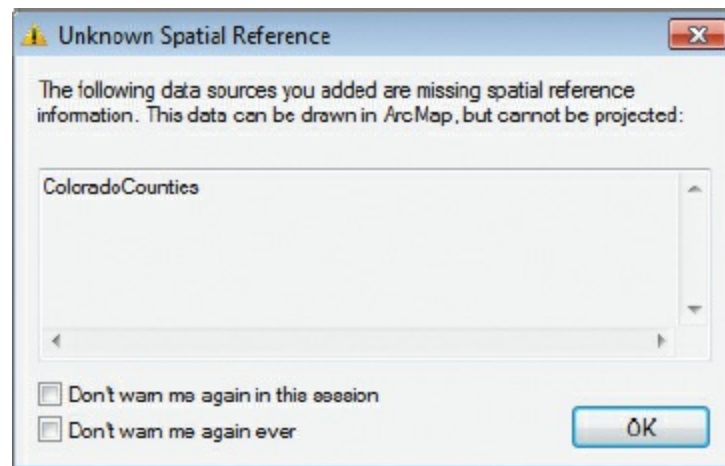 Unknown Spatial Reference
The following data sources you added are missing spatial reference
information. This data can be drawn in ArcMap, but cannot be projected:
ColoradoCounties
Don't warn me again in this session
Don't warn me again ever
OK